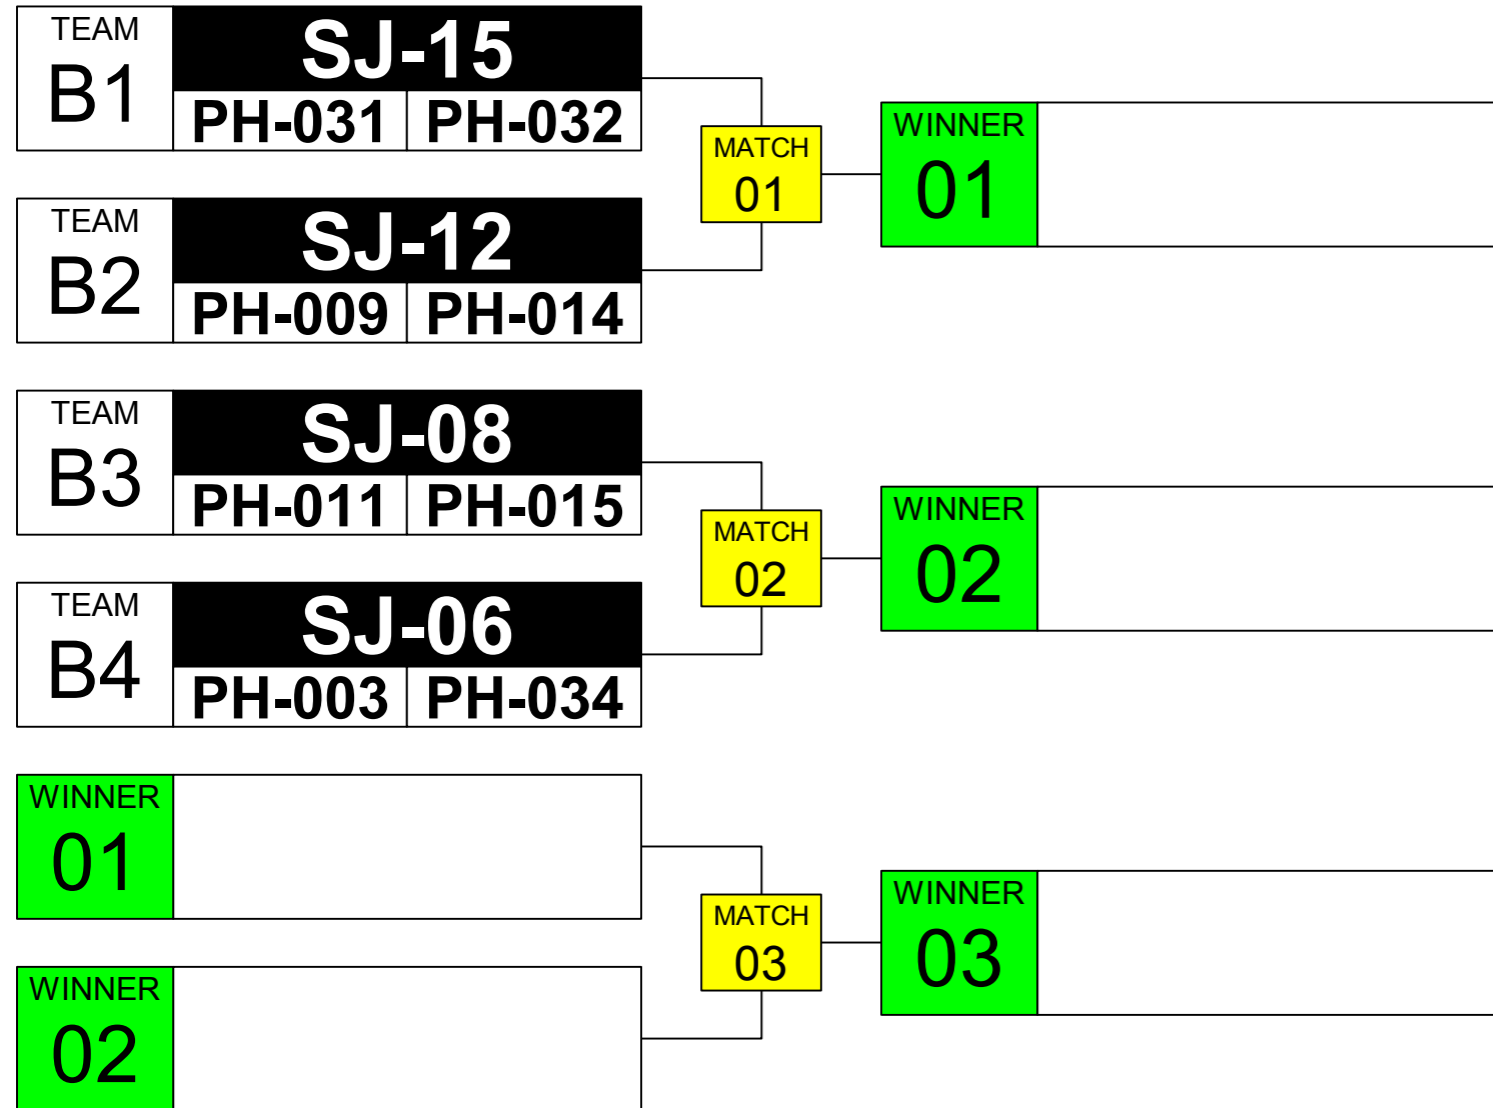 TEAM
B1
SJ-15
PH-031 PH-032
TEAM
B2
SJ-12
PH-009 PH-014
MATCH
01
WINNER
01
TEAM
B3
SJ-08
PH-011 PH-015
TEAM
B4
SJ-06
PH-003 PH-034
MATCH
02
WINNER
02
WINNER
01
WINNER
02
MATCH
03
WINNER
03